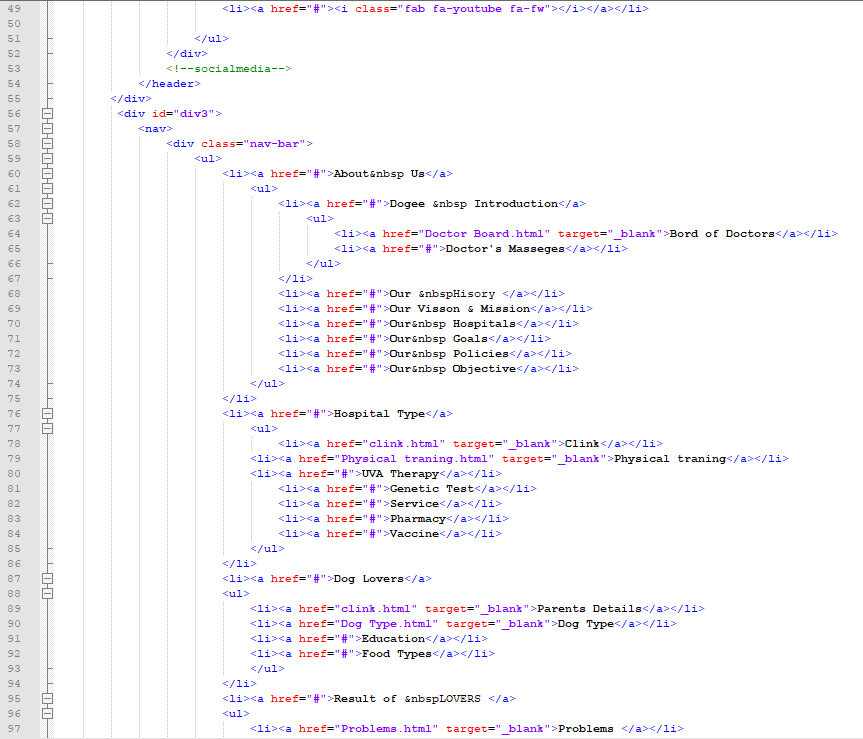 49 <li><a href="#"><i class="fab fa-youtube fa-fw"></i></a></li>
50
51 </ul>
52 </div>
53 <!--socialmedia-->
54 </header>
55 </div>
56 <div id="div3">
57 <nav>
58 <div class="nav-bar">
59 <ul>
60 <li><a href="#">About&nbsp Us</a>
61 <ul>
62 <li><a href="#">Dogee &nbsp Introduction</a>
63 <ul>
64 <li><a href="Doctor Board.html" target="_blank">Bord of Doctors</a></li>
65 <li><a href="#">Doctor's Masseges</a></li>
66 </ul>
67 </li>
68 <li><a href="#">Our &nbspHisory </a></li>
69 <li><a href="#">Our Visson & Mission</a></li>
70 <li><a href="#">Our&nbsp Hospitals</a></li>
71 <li><a href="#">Our&nbsp Goals</a></li>
72 <li><a href="#">Our&nbsp Policies</a></li>
73 <li><a href="#">Our&nbsp Objective</a></li>
74 </ul>
75 </li>
76 <li><a href="#">Hospital Type</a>
77 <ul>
78 <li><a href="clink.html" target="_blank">Clink</a></li>
79 <li><a href="Physical traning.html" target="_blank">Physical traning</a></li>
80 <li><a href="#">UVA Therapy</a></li>
81 <li><a href="#">Genetic Test</a></li>
82 <li><a href="#">Service</a></li>
83 <li><a href="#">Pharmacy</a></li>
84 <li><a href="#">Vaccine</a></li>
85 </ul>
86 </li>
87 <li><a href="#">Dog Lovers</a>
88 <ul>
89 <li><a href="clink.html" target="_blank">Parents Details</a></li>
90 <li><a href="Dog Type.html" target="_blank">Dog Type</a></li>
91 <li><a href="#">Education</a></li>
92 <li><a href="#">Food Types</a></li>
93 </ul>
94 </li>
95 <li><a href="#">Result of &nbspLOVERS </a>
96 <ul>
97 <li><a href="Problems.html" target="_blank">Problems </a></li>